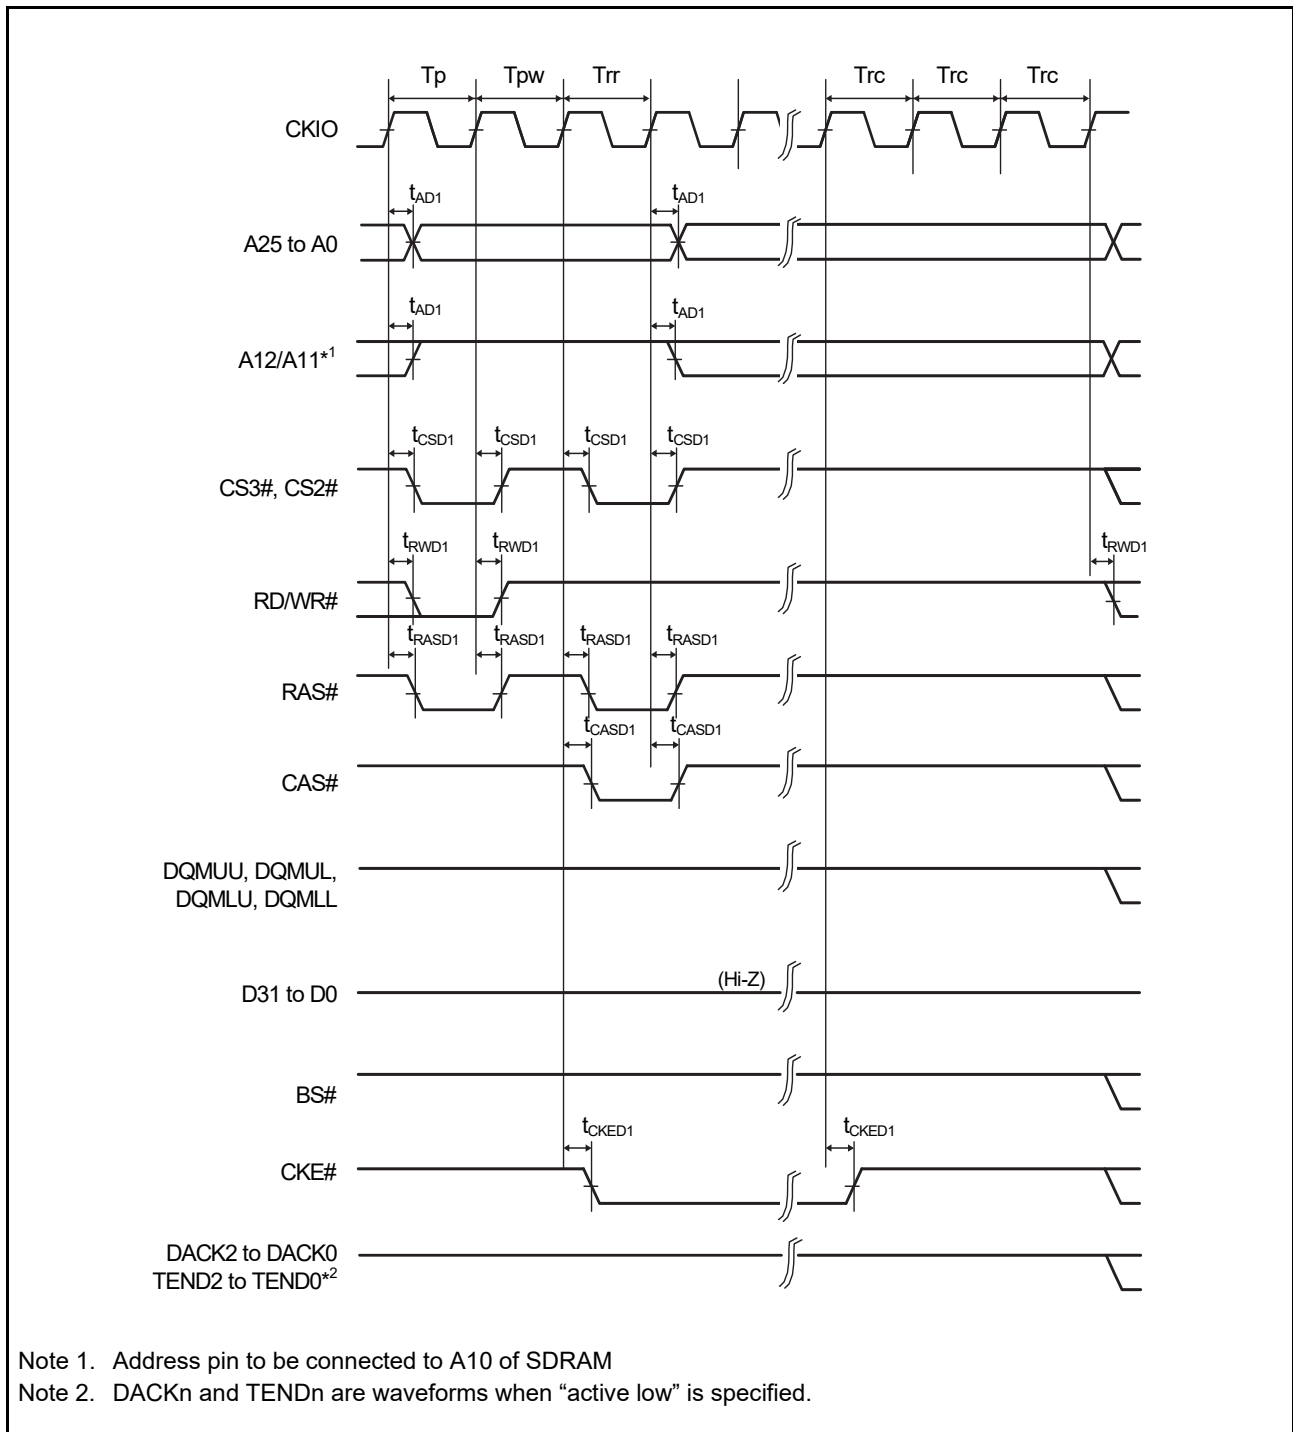 Tp Tpw Trr Trc Trc Trc
CKIO
tAD1 tAD1
A25 to A0
tAD1 tAD1
A12/A11*1
tCSD1 tCSD1 tCSD1 tCSD1
CS3#, CS2#
tRWD1 tRWD1 tRWD1
RD/WR#
tRASD1 tRASD1 tRASD1 tRASD1
RAS#
tCASD1 tCASD1
CAS#
DQMUU, DQMUL,
DQMLU, DQMLL
(Hi-Z)
D31 to D0
BS#
tCKED1 tCKED1
CKE#
DACK2 to DACK0
TEND2 to TEND0*2
Note 1. Address pin to be connected to A10 of SDRAM
Note 2. DACKn and TENDn are waveforms when “active low” is specified.